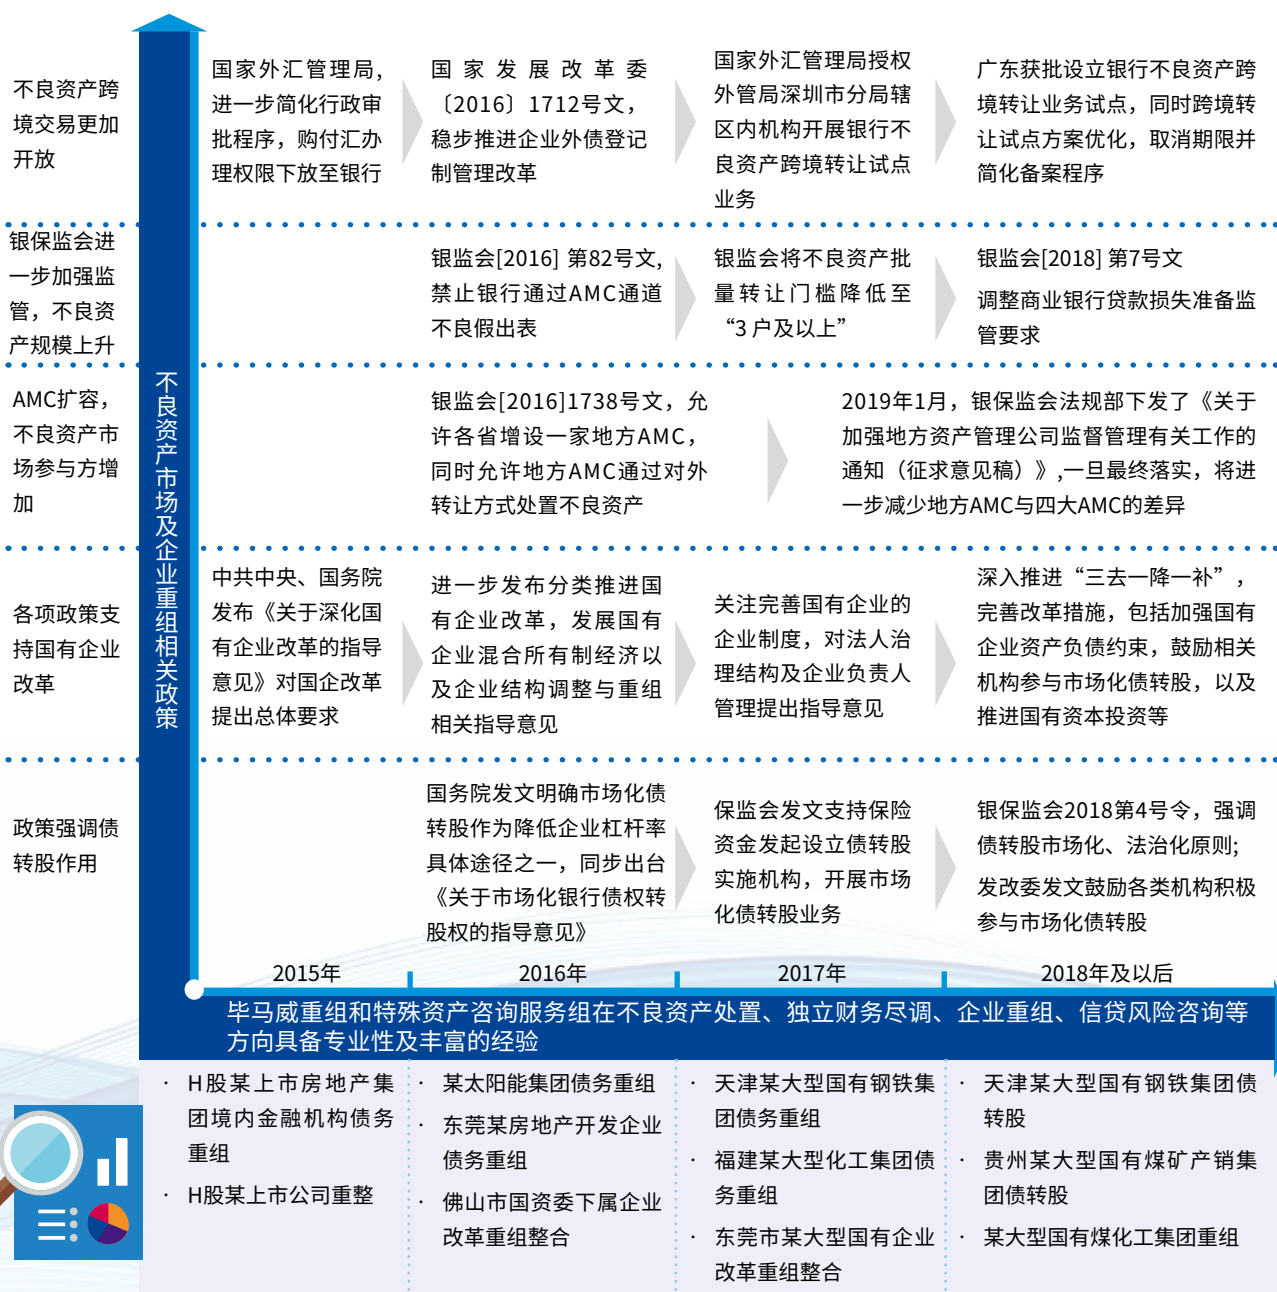 不良资产跨
境交易更加
开放
国家外汇管理局,
进一步简化行政审
批程序，购付汇办
理权限下放至银行
国家发展改革委
〔2016〕1712号文，
稳步推进企业外债登记
制管理改革
国家外汇管理局授权
外管局深圳市分局辖
区内机构开展银行不
良资产跨境转让试点
业务
广东获批设立银行不良资产跨
境转让业务试点，同时跨境转
让试点方案优化，取消期限并
简化备案程序
银保监会进
一步加强监
管，不良资
产规模上升
银监会[2016] 第82号文,
禁止银行通过AMC通道
不良假出表
银监会将不良资产批
量转让门槛降低至
“3 户及以上”
银监会[2018] 第7号文
调整商业银行贷款损失准备监
管要求
AMC扩容，
不良资产市
场参与方增
加
银监会[2016]1738号文，允
许各省增设一家地方AMC，
同时允许地方AMC通过对外
转让方式处置不良资产
2019年1月，银保监会法规部下发了《关于
加强地方资产管理公司监督管理有关工作的
通知（征求意见稿）》,一旦最终落实，将进
一步减少地方AMC与四大AMC的差异
不良资产市场及企业重组相关政策
各项政策支
持国有企业
改革
中共中央、国务院
发布《关于深化国
有企业改革的指导
意见》对国企改革
提出总体要求
进一步发布分类推进国
有企业改革，发展国有
企业混合所有制经济以
及企业结构调整与重组
相关指导意见
关注完善国有企业的
企业制度，对法人治
理结构及企业负责人
管理提出指导意见
深入推进“三去一降一补”，
完善改革措施，包括加强国有
企业资产负债约束，鼓励相关
机构参与市场化债转股，以及
推进国有资本投资等
政策强调债
转股作用
国务院发文明确市场化债
转股作为降低企业杠杆率
具体途径之一，同步出台
《关于市场化银行债权转
股权的指导意见》
保监会发文支持保险
资金发起设立债转股
实施机构，开展市场
化债转股业务
银保监会2018第4号令，强调
债转股市场化、法治化原则;
发改委发文鼓励各类机构积极
参与市场化债转股
2015年
2016年
2017年
2018年及以后
毕马威重组和特殊资产咨询服务组在不良资产处置、独立财务尽调、企业重组、信贷风险咨询等
方向具备专业性及丰富的经验
· H股某上市房地产集
团境内金融机构债务
重组
· H股某上市公司重整
· 某太阳能集团债务重组
· 东莞某房地产开发企业
债务重组
· 佛山市国资委下属企业
改革重组整合
· 天津某大型国有钢铁集
团债务重组
· 福建某大型化工集团债
务重组
· 东莞市某大型国有企业
改革重组整合
· 天津某大型国有钢铁集团债
转股
· 贵州某大型国有煤矿产销集
团债转股
· 某大型国有煤化工集团重组